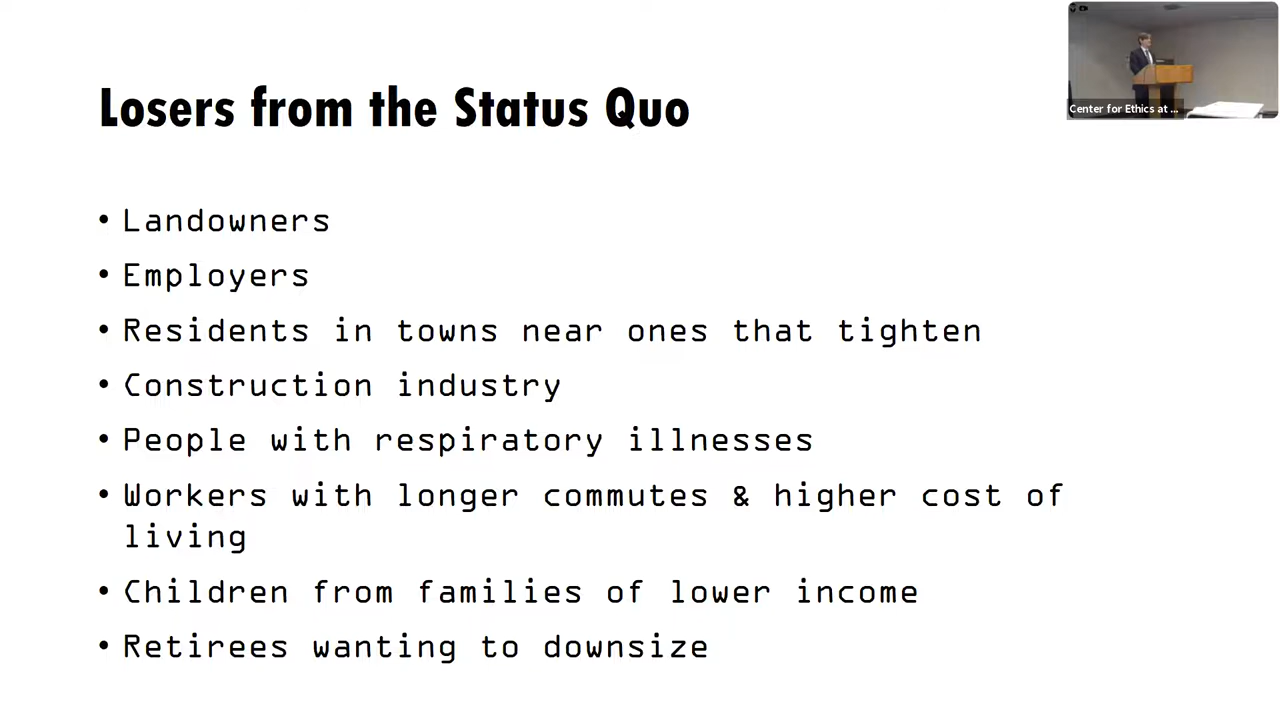 Losers from the Status Quo
• Landowners
• Employers
• Residents in towns near ones that tighten
• Construction industry
• People with respiratory illnesses
• Workers with longer commutes & higher cost of
living
• Children from families of lower income
• Retirees wanting to downsize
Center for Ethics at ...